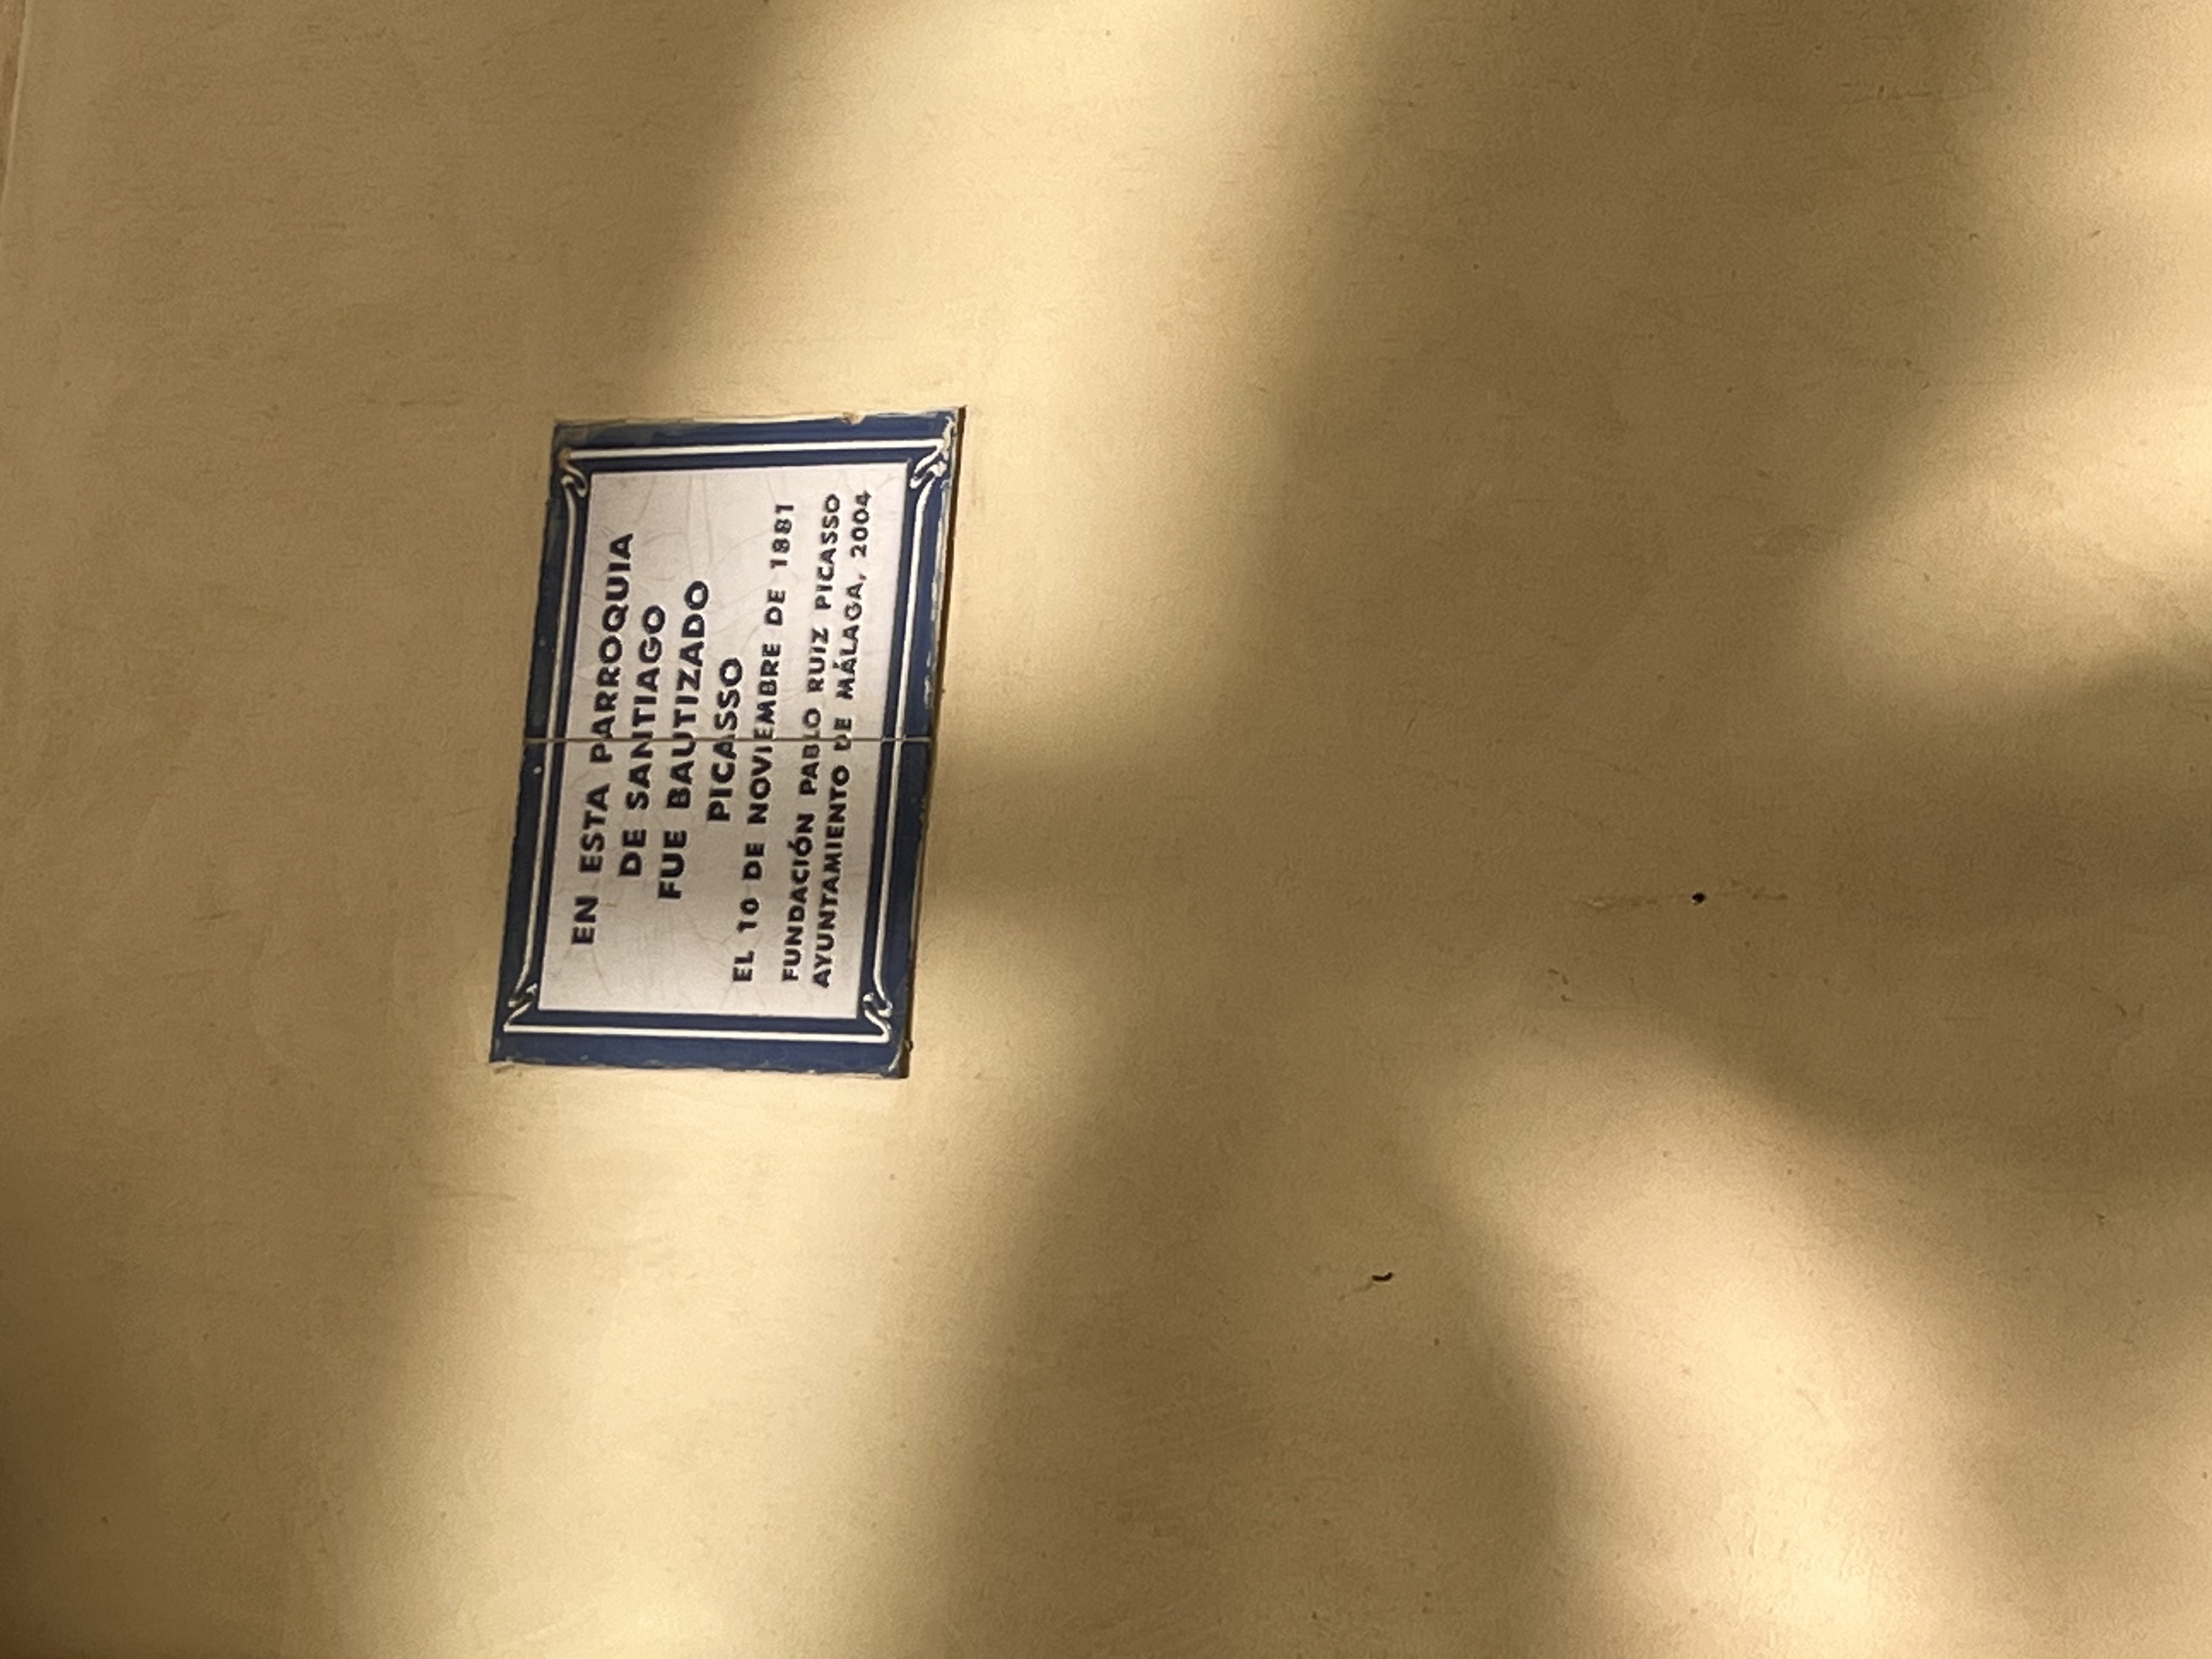 EN ESTA PARROQUIA
DE SANTIAGO
FUE BAUTIZADO
PICASSO
EL 10 DE NOVIEMBRE DE 1881
FUNDACIÓN PABLO RUIZ PICASSO
AYUNTAMIENTO DE MÁLAGA, 2004